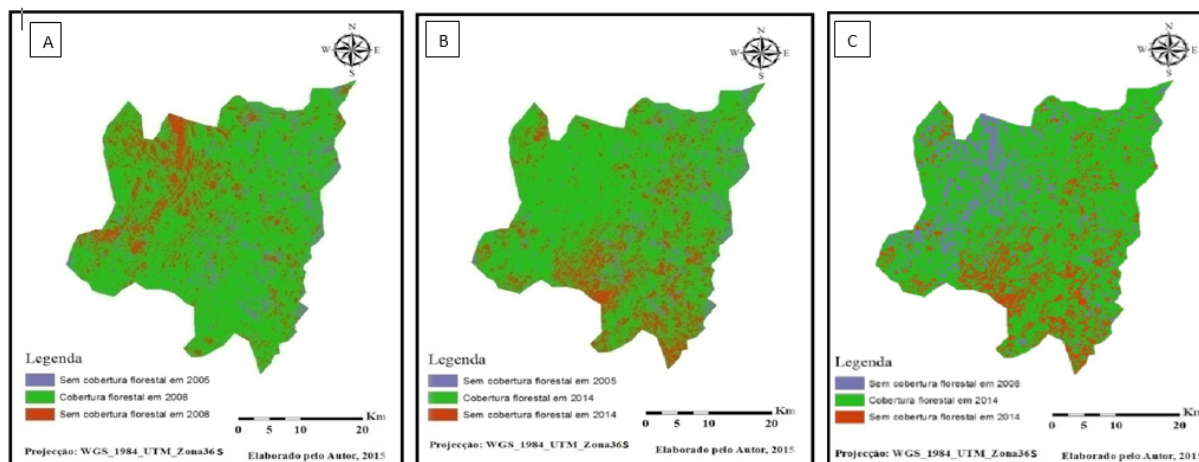 A
N
W E
S
Legenda
Sem cobertura florestal em 2005
Cobertura florestal em 2008
Sem cobertura florestal em 2008
Km
0 5 10 20
Projecção: WGS_1984_UTM_Zona36S
Elaborado pelo Autor, 2015
B
N
W E
S
Legenda
Sem cobertura florestal em 2005
Cobertura florestal em 2014
Sem cobertura florestal em 2014
Km
0 5 10 20
Projecção: WGS_1984_UTM_Zona36S
Elaborado pelo Autor, 2015
C
N
W E
S
Legenda
Sem cobertura florestal em 2008
Cobertura florestal em 2014
Sem cobertura florestal em 2014
Km
0 5 10 20
Projecção: WGS_1984_UTM_Zona36S
Elaborado pelo Autor, 2015